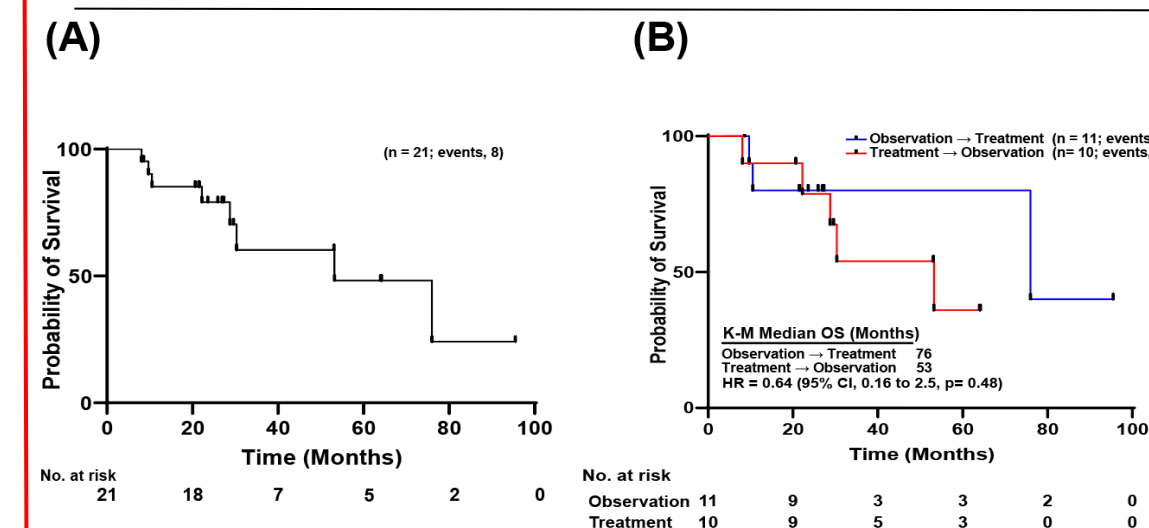 (A)
(n = 21; events, 8)
100
50
0
Probability of Survival
0 20 40 60 80 100
Time (Months)
No. at risk
21 18 7 5 2 0
(B)
Observation → Treatment (n = 11; events
Treatment → Observation (n= 10; events,
100
50
0
Probability of Survival
K-M Median OS (Months)
Observation → Treatment 76
Treatment → Observation 53
HR = 0.64 (95% CI, 0.16 to 2.5, p= 0.48)
0 20 40 60 80 100
Time (Months)
No. at risk
Observation 11 9 3 3 2 0
Treatment 10 9 5 3 0 0